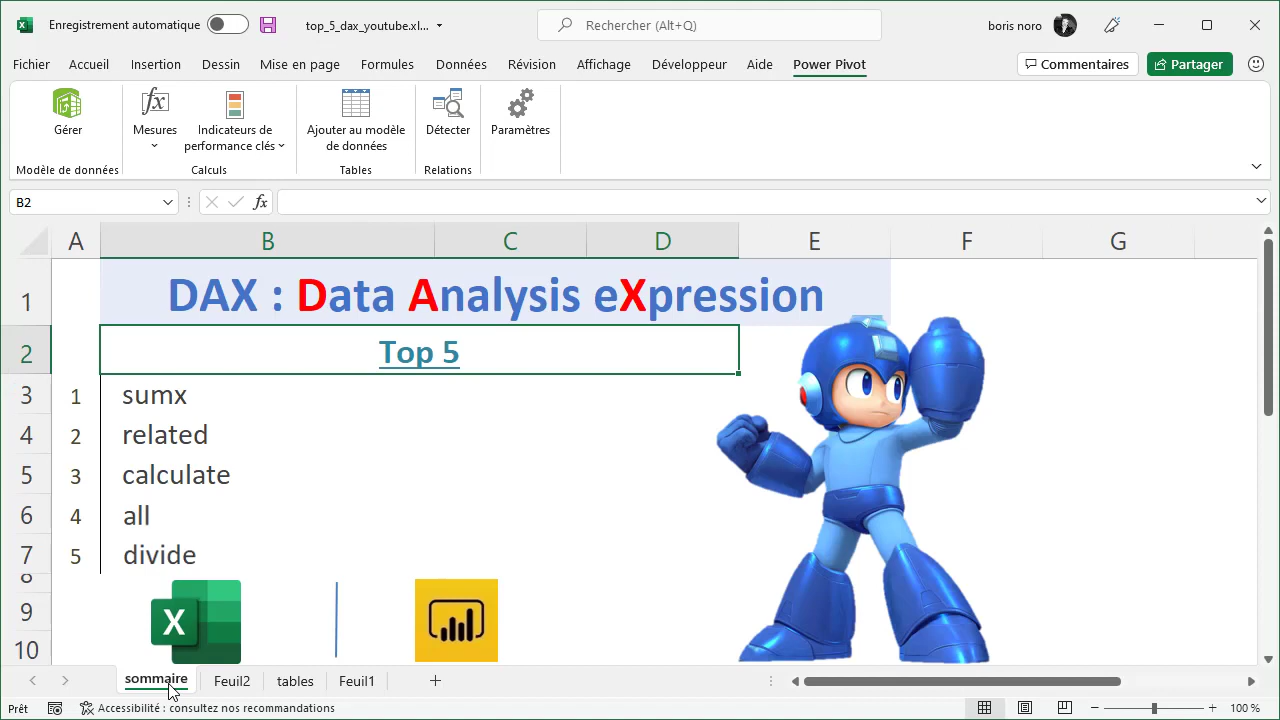 Enregistrement automatique
top_5_dax_youtube.xl...
Rechercher (Alt+Q)
boris noro
Fichier Accueil Insertion Dessin Mise en page Formules Données Révision Affichage Développeur Aide Power Pivot
Commentaires
Partager
Gérer
Mesures
Indicateurs de
performance clés
Ajouter au modèle
de données
Détecter
Paramètres
Modèle de données
Calculs
Tables
Relations
B2
fx
A B C D E F G
1 DAX : Data Analysis eXpression
2 Top 5
3 1 sumx
4 2 related
5 3 calculate
6 4 all
7 5 divide
8
9
10
X
sommaire Feuil2 tables Feuil1
Prêt
Accessibilité : consultez nos recommandations
100 %